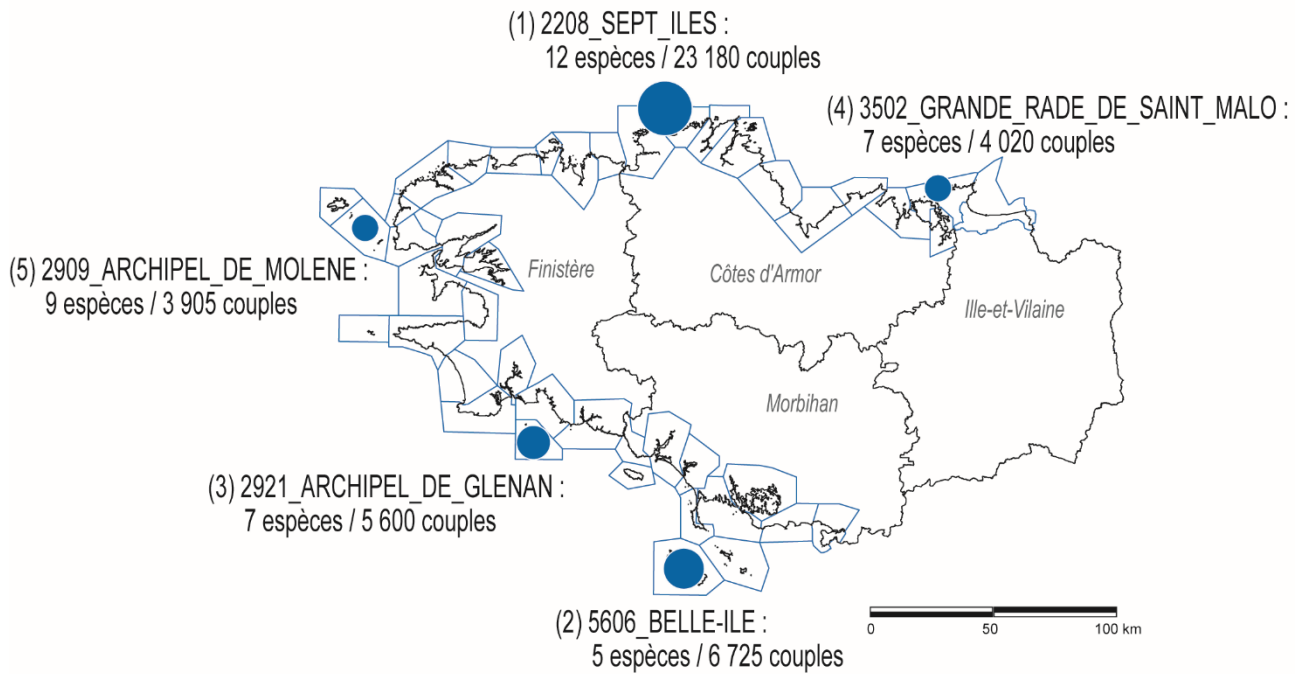 (1) 2208_SEPT_ILES :
12 espèces / 23 180 couples
(4) 3502_GRANDE_RADE_DE_SAINT_MALO :
7 espèces / 4 020 couples
(5) 2909_ARCHIPEL_DE_MOLENE :
9 espèces / 3 905 couples
Finistère
Côtes d'Armor
Ille-et-Vilaine
Morbihan
(3) 2921_ARCHIPEL_DE_GLENAN :
7 espèces / 5 600 couples
(2) 5606_BELLE-ILE :
5 espèces / 6 725 couples
0 50 100 km